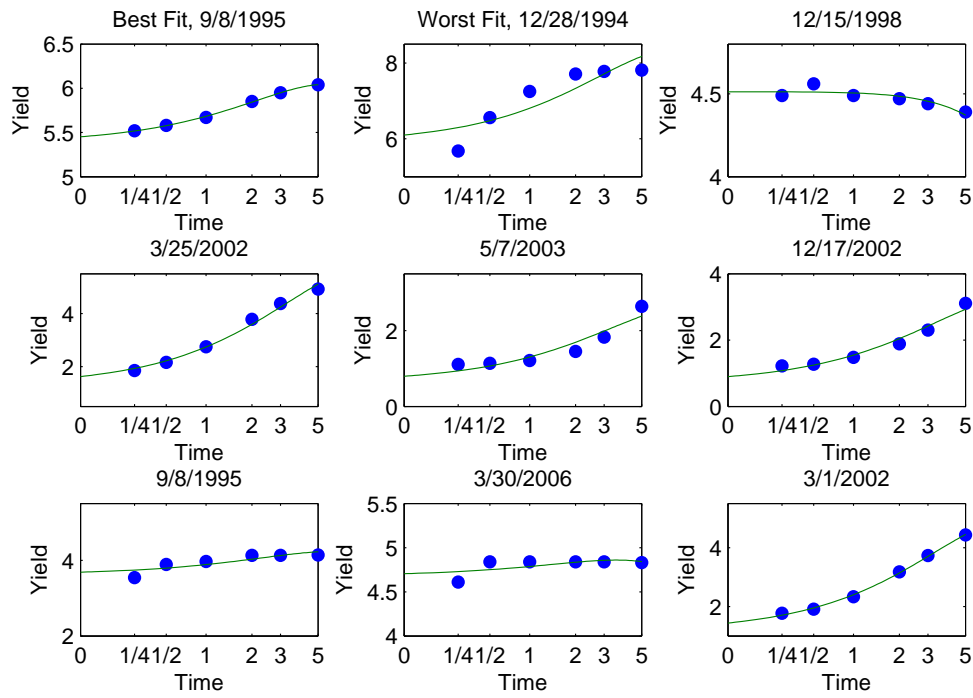 Best Fit, 9/8/1995
Worst Fit, 12/28/1994
12/15/1998
6.5
6
5.5
5
Yield
0 1/41/2 1 2 3 5
Time
8
6
Yield
0 1/41/2 1 2 3 5
Time
4.5
4
Yield
0 1/41/2 1 2 3 5
Time
3/25/2002
5/7/2003
12/17/2002
4
2
Yield
0 1/41/2 1 2 3 5
Time
2
0
Yield
0 1/41/2 1 2 3 5
Time
4
2
0
Yield
0 1/41/2 1 2 3 5
Time
9/8/1995
3/30/2006
3/1/2002
4
2
Yield
0 1/41/2 1 2 3 5
Time
5.5
5
4.5
4
Yield
0 1/41/2 1 2 3 5
Time
4
2
Yield
0 1/41/2 1 2 3 5
Time